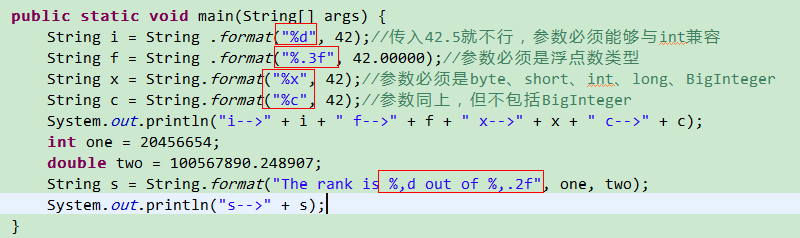 public static void main(String[] args) {
String i = String .format("%d", 42);//传入42.5就不行，参数必须能够与int兼容
String f = String.format("%.3f", 42.00000);//参数必须是浮点数类型
String x = String.format("%x", 42);//参数必须是byte、short、int、long、BigInteger
String c = String.format("%c", 42);//参数同上，但不包括BigInteger
System.out.println("i-->" + i + " f-->" + f + " x-->" + x + " c-->" + c);
int one = 20456654;
double two = 100567890.248907;
String s = String.format("The rank is %,d out of %,.2f", one, two);
System.out.println("s-->" + s);
}